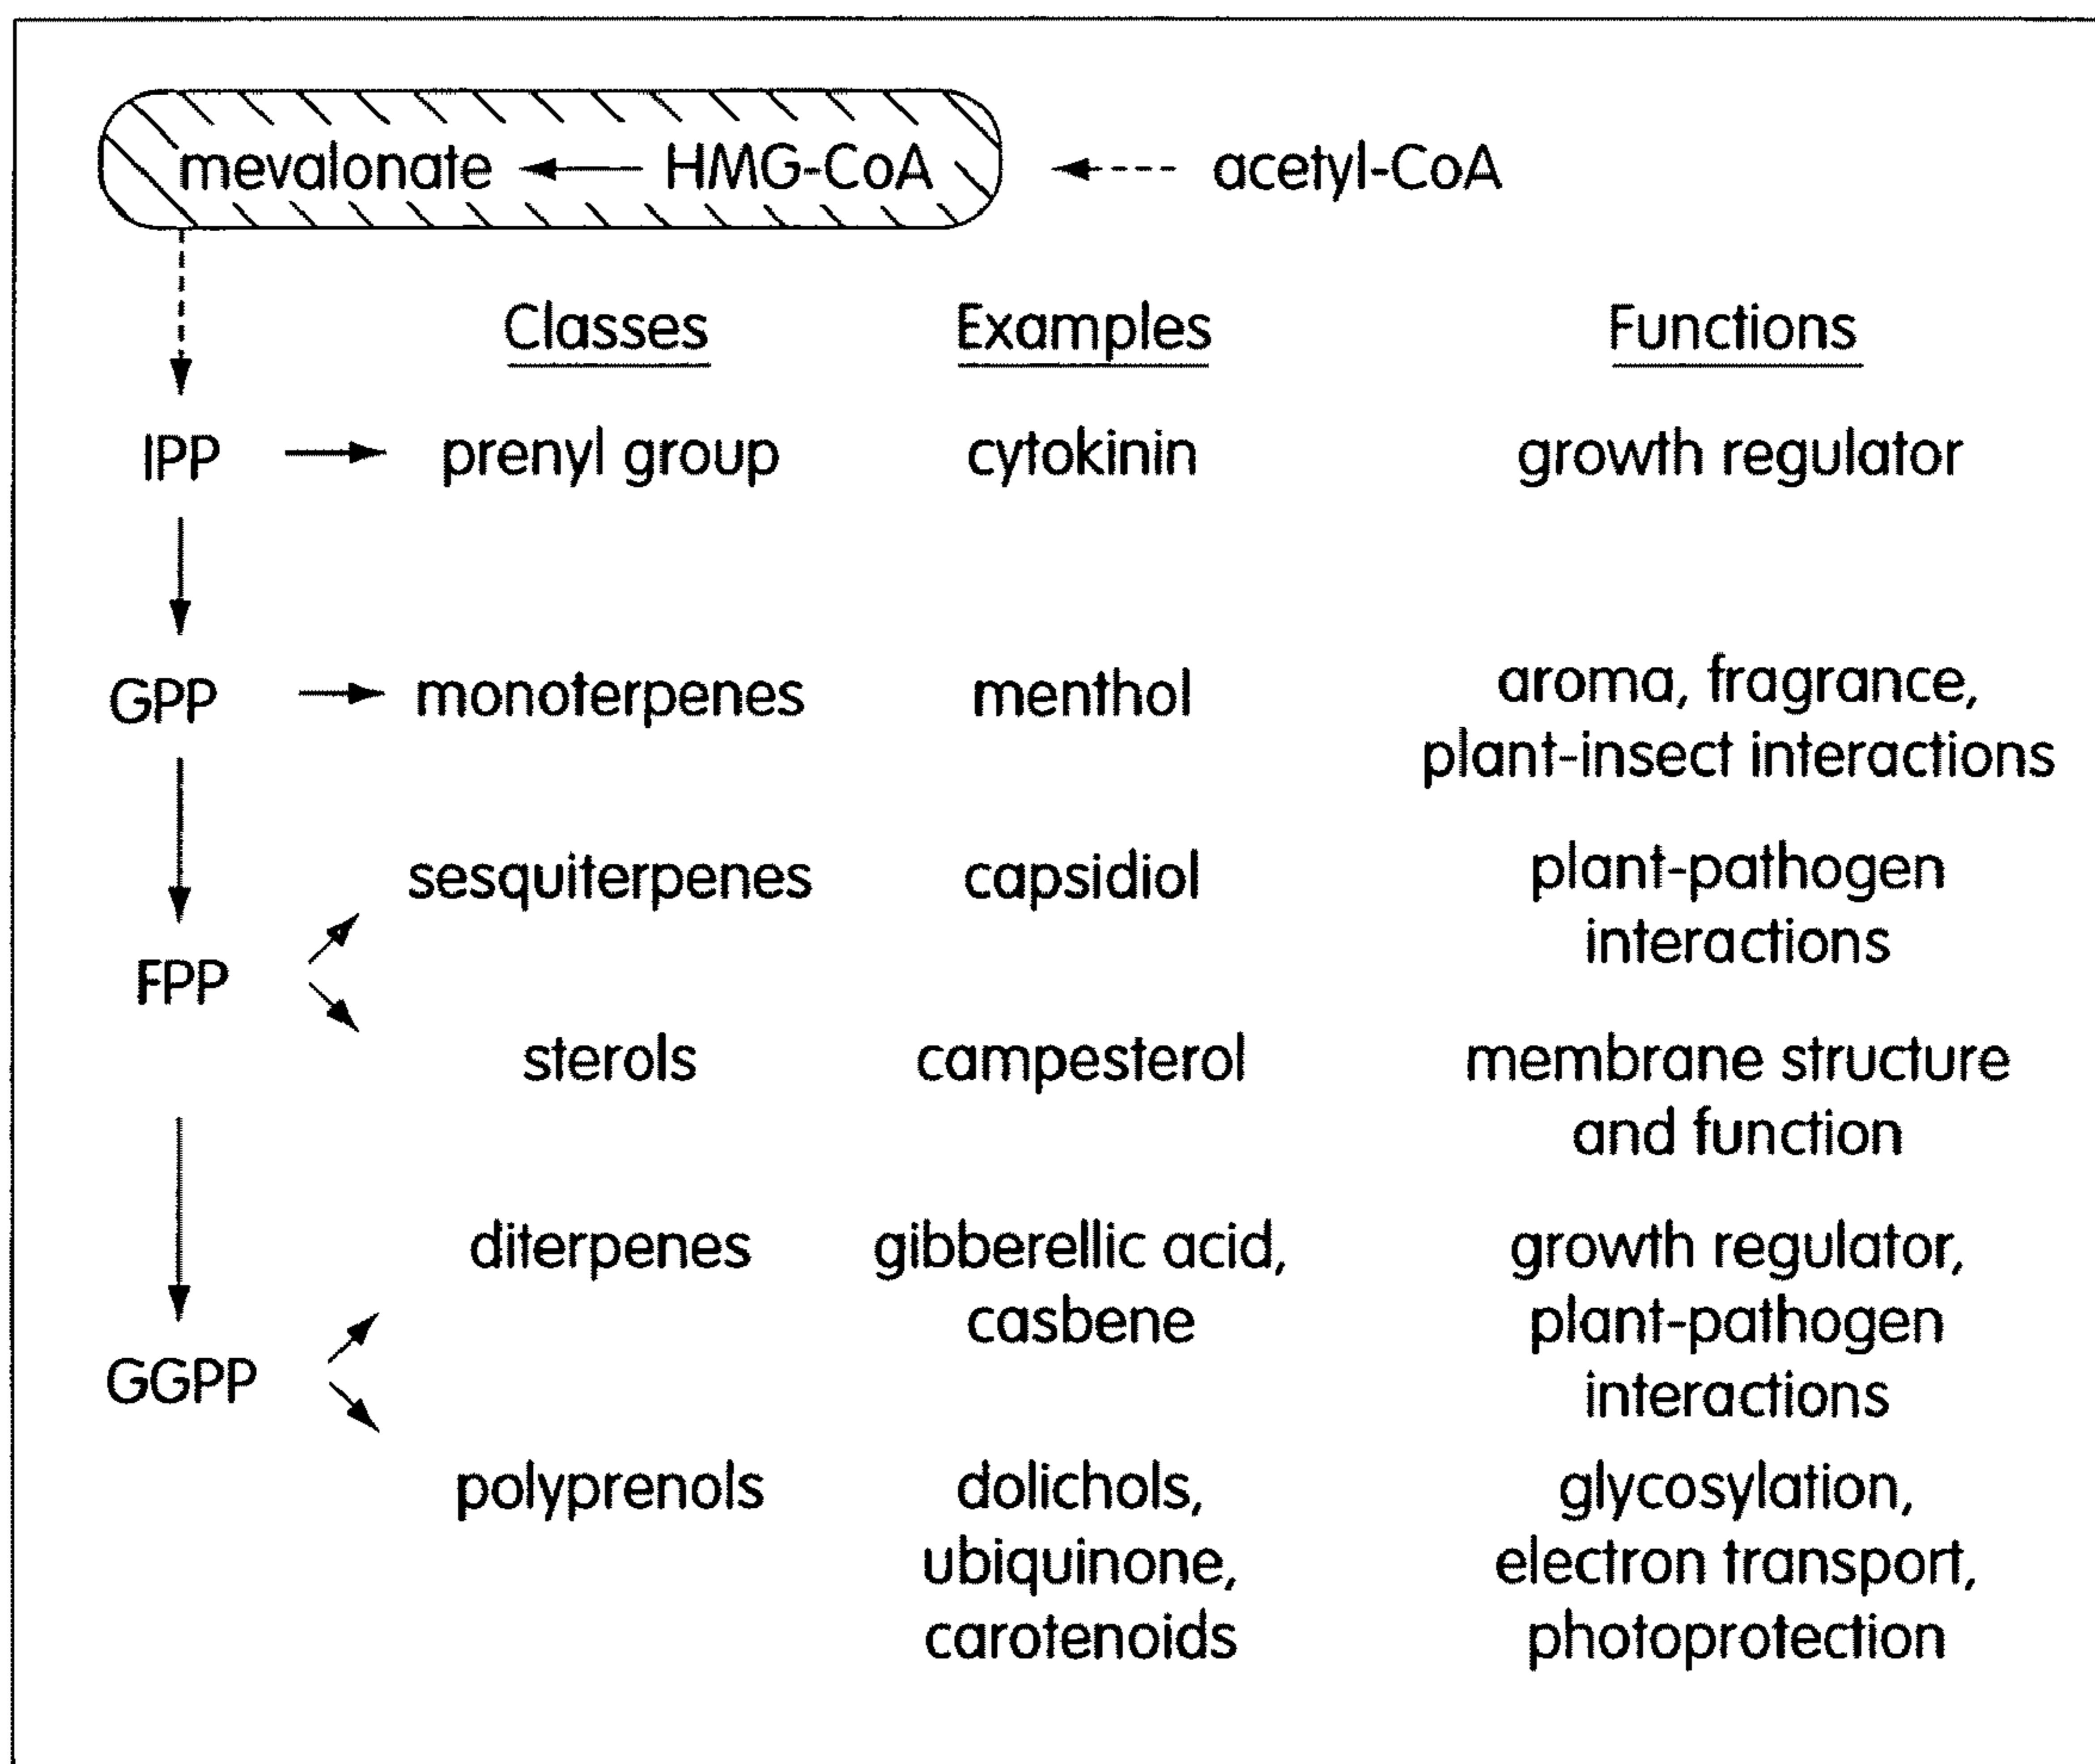 mevalonate HMG-CoA acetyl-CoA
Classes Examples Functions
IPP prenyl group cytokinin growth regulator
GPP monoterpenes menthol aroma, fragrance,
plant-insect interactions
sesquiterpenes capsidiol plant-pathogen
interactions
FPP
sterols campesterol membrane structure
and function
diterpenes gibberellic acid, growth regulator,
casbene plant-pathogen
GGPP interactions
polyprenols dolichols, glycosylation,
ubiquinone, electron transport,
carotenoids photoprotection